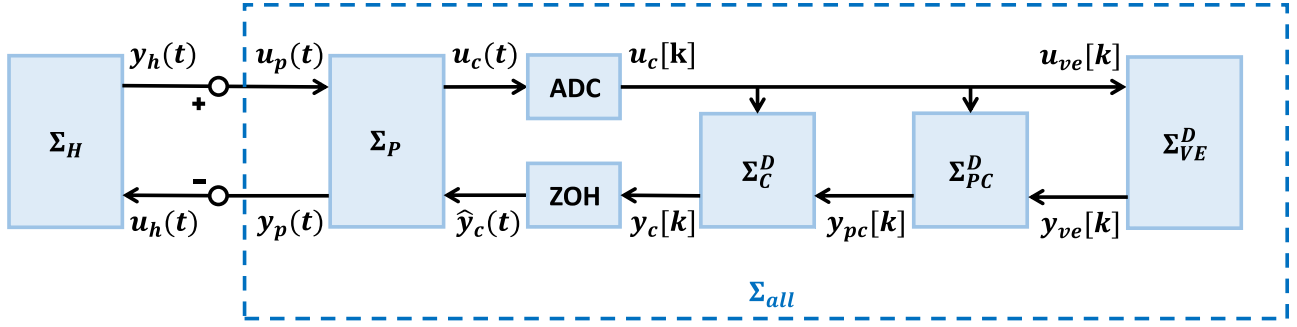 y_h(t) u_p(t) u_c(t) u_c[k] u_ve[k]
+ ADC
Σ_H Σ_P Σ_C^D Σ_PC^D Σ_VE^D
− ZOH
u_h(t) y_p(t) ŷ_c(t) y_c[k] y_pc[k] y_ve[k]
Σ_all